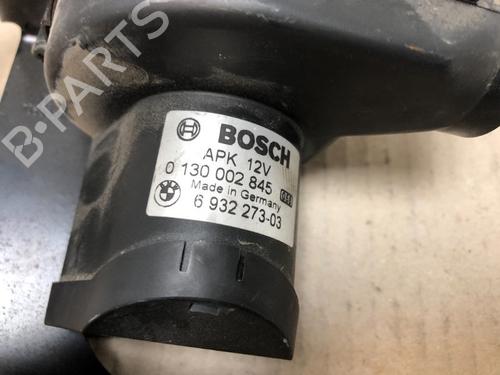 B-PARTS
BOSCH
APK 12V
0 130 002 845
Made in Germany
6 932 273-03